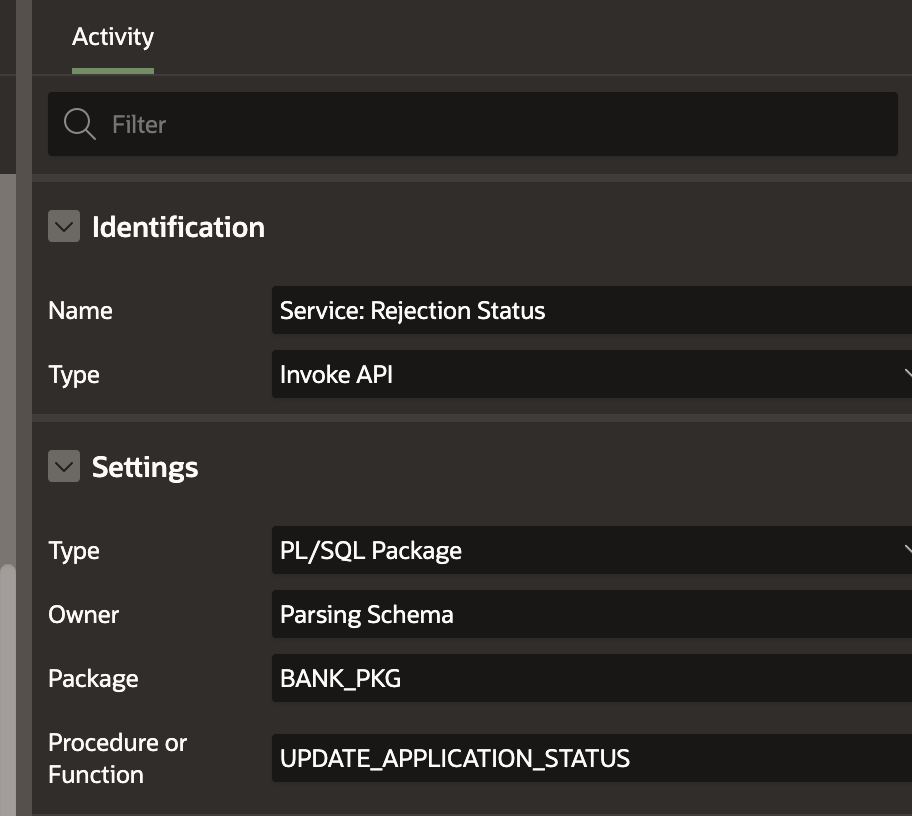 Activity
Filter
Identification
Name
Service: Rejection Status
Type
Invoke API
Settings
Type
PL/SQL Package
Owner
Parsing Schema
Package
BANK_PKG
Procedure or
Function
UPDATE_APPLICATION_STATUS